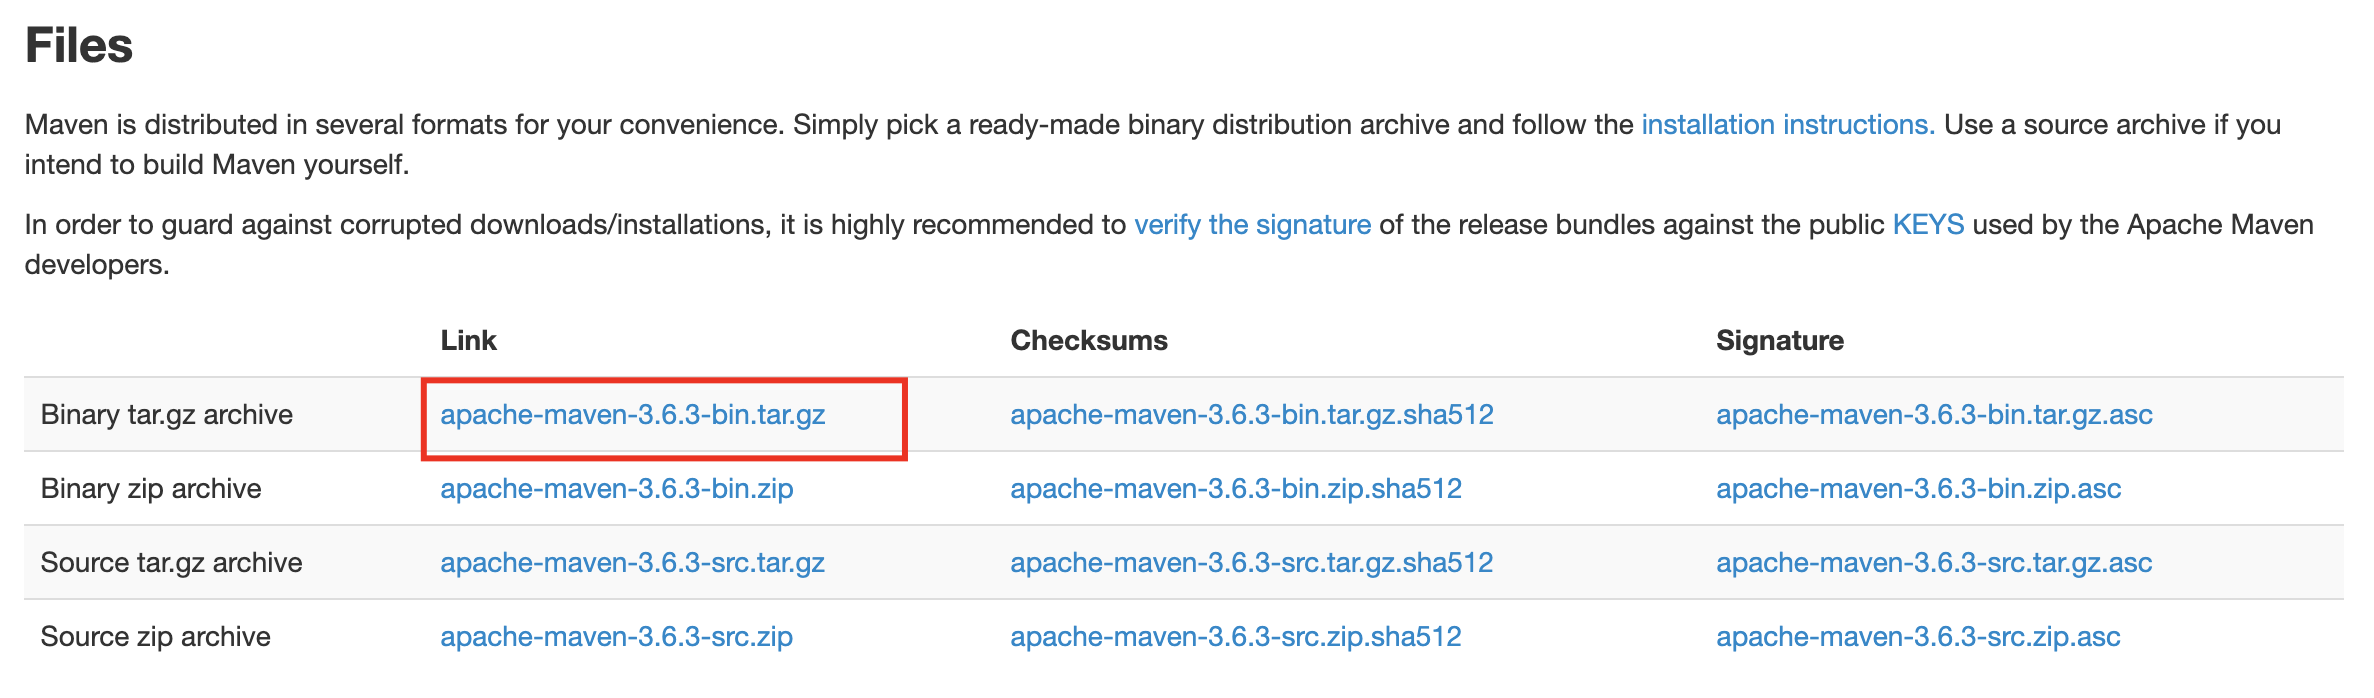 Files
Maven is distributed in several formats for your convenience. Simply pick a ready-made binary distribution archive and follow the installation instructions. Use a source archive if you
intend to build Maven yourself.
In order to guard against corrupted downloads/installations, it is highly recommended to verify the signature of the release bundles against the public KEYS used by the Apache Maven
developers.
Link Checksums Signature
Binary tar.gz archive apache-maven-3.6.3-bin.tar.gz apache-maven-3.6.3-bin.tar.gz.sha512 apache-maven-3.6.3-bin.tar.gz.asc
Binary zip archive apache-maven-3.6.3-bin.zip apache-maven-3.6.3-bin.zip.sha512 apache-maven-3.6.3-bin.zip.asc
Source tar.gz archive apache-maven-3.6.3-src.tar.gz apache-maven-3.6.3-src.tar.gz.sha512 apache-maven-3.6.3-src.tar.gz.asc
Source zip archive apache-maven-3.6.3-src.zip apache-maven-3.6.3-src.zip.sha512 apache-maven-3.6.3-src.zip.asc